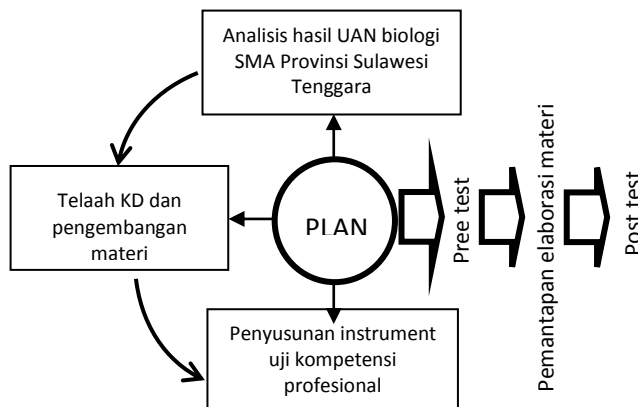 Analisis hasil UAN biologi
SMA Provinsi Sulawesi
Tenggara
Telaah KD dan
pengembangan
materi
PLAN
Pree test
Pemantapan elaborasi materi
Post test
Penyusunan instrument
uji kompetensi
profesional